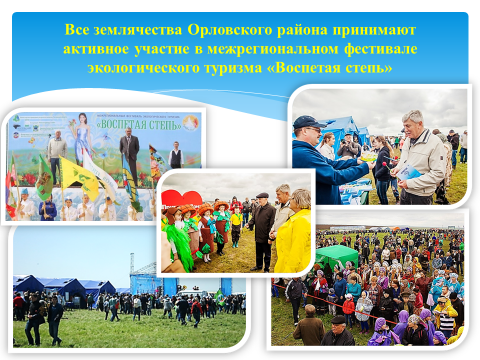 Все землячества Орловского района принимают
активное участие в межрегиональном фестивале
экологического туризма «Воспетая степь»
«ВОСПЕТАЯ СТЕПЬ»